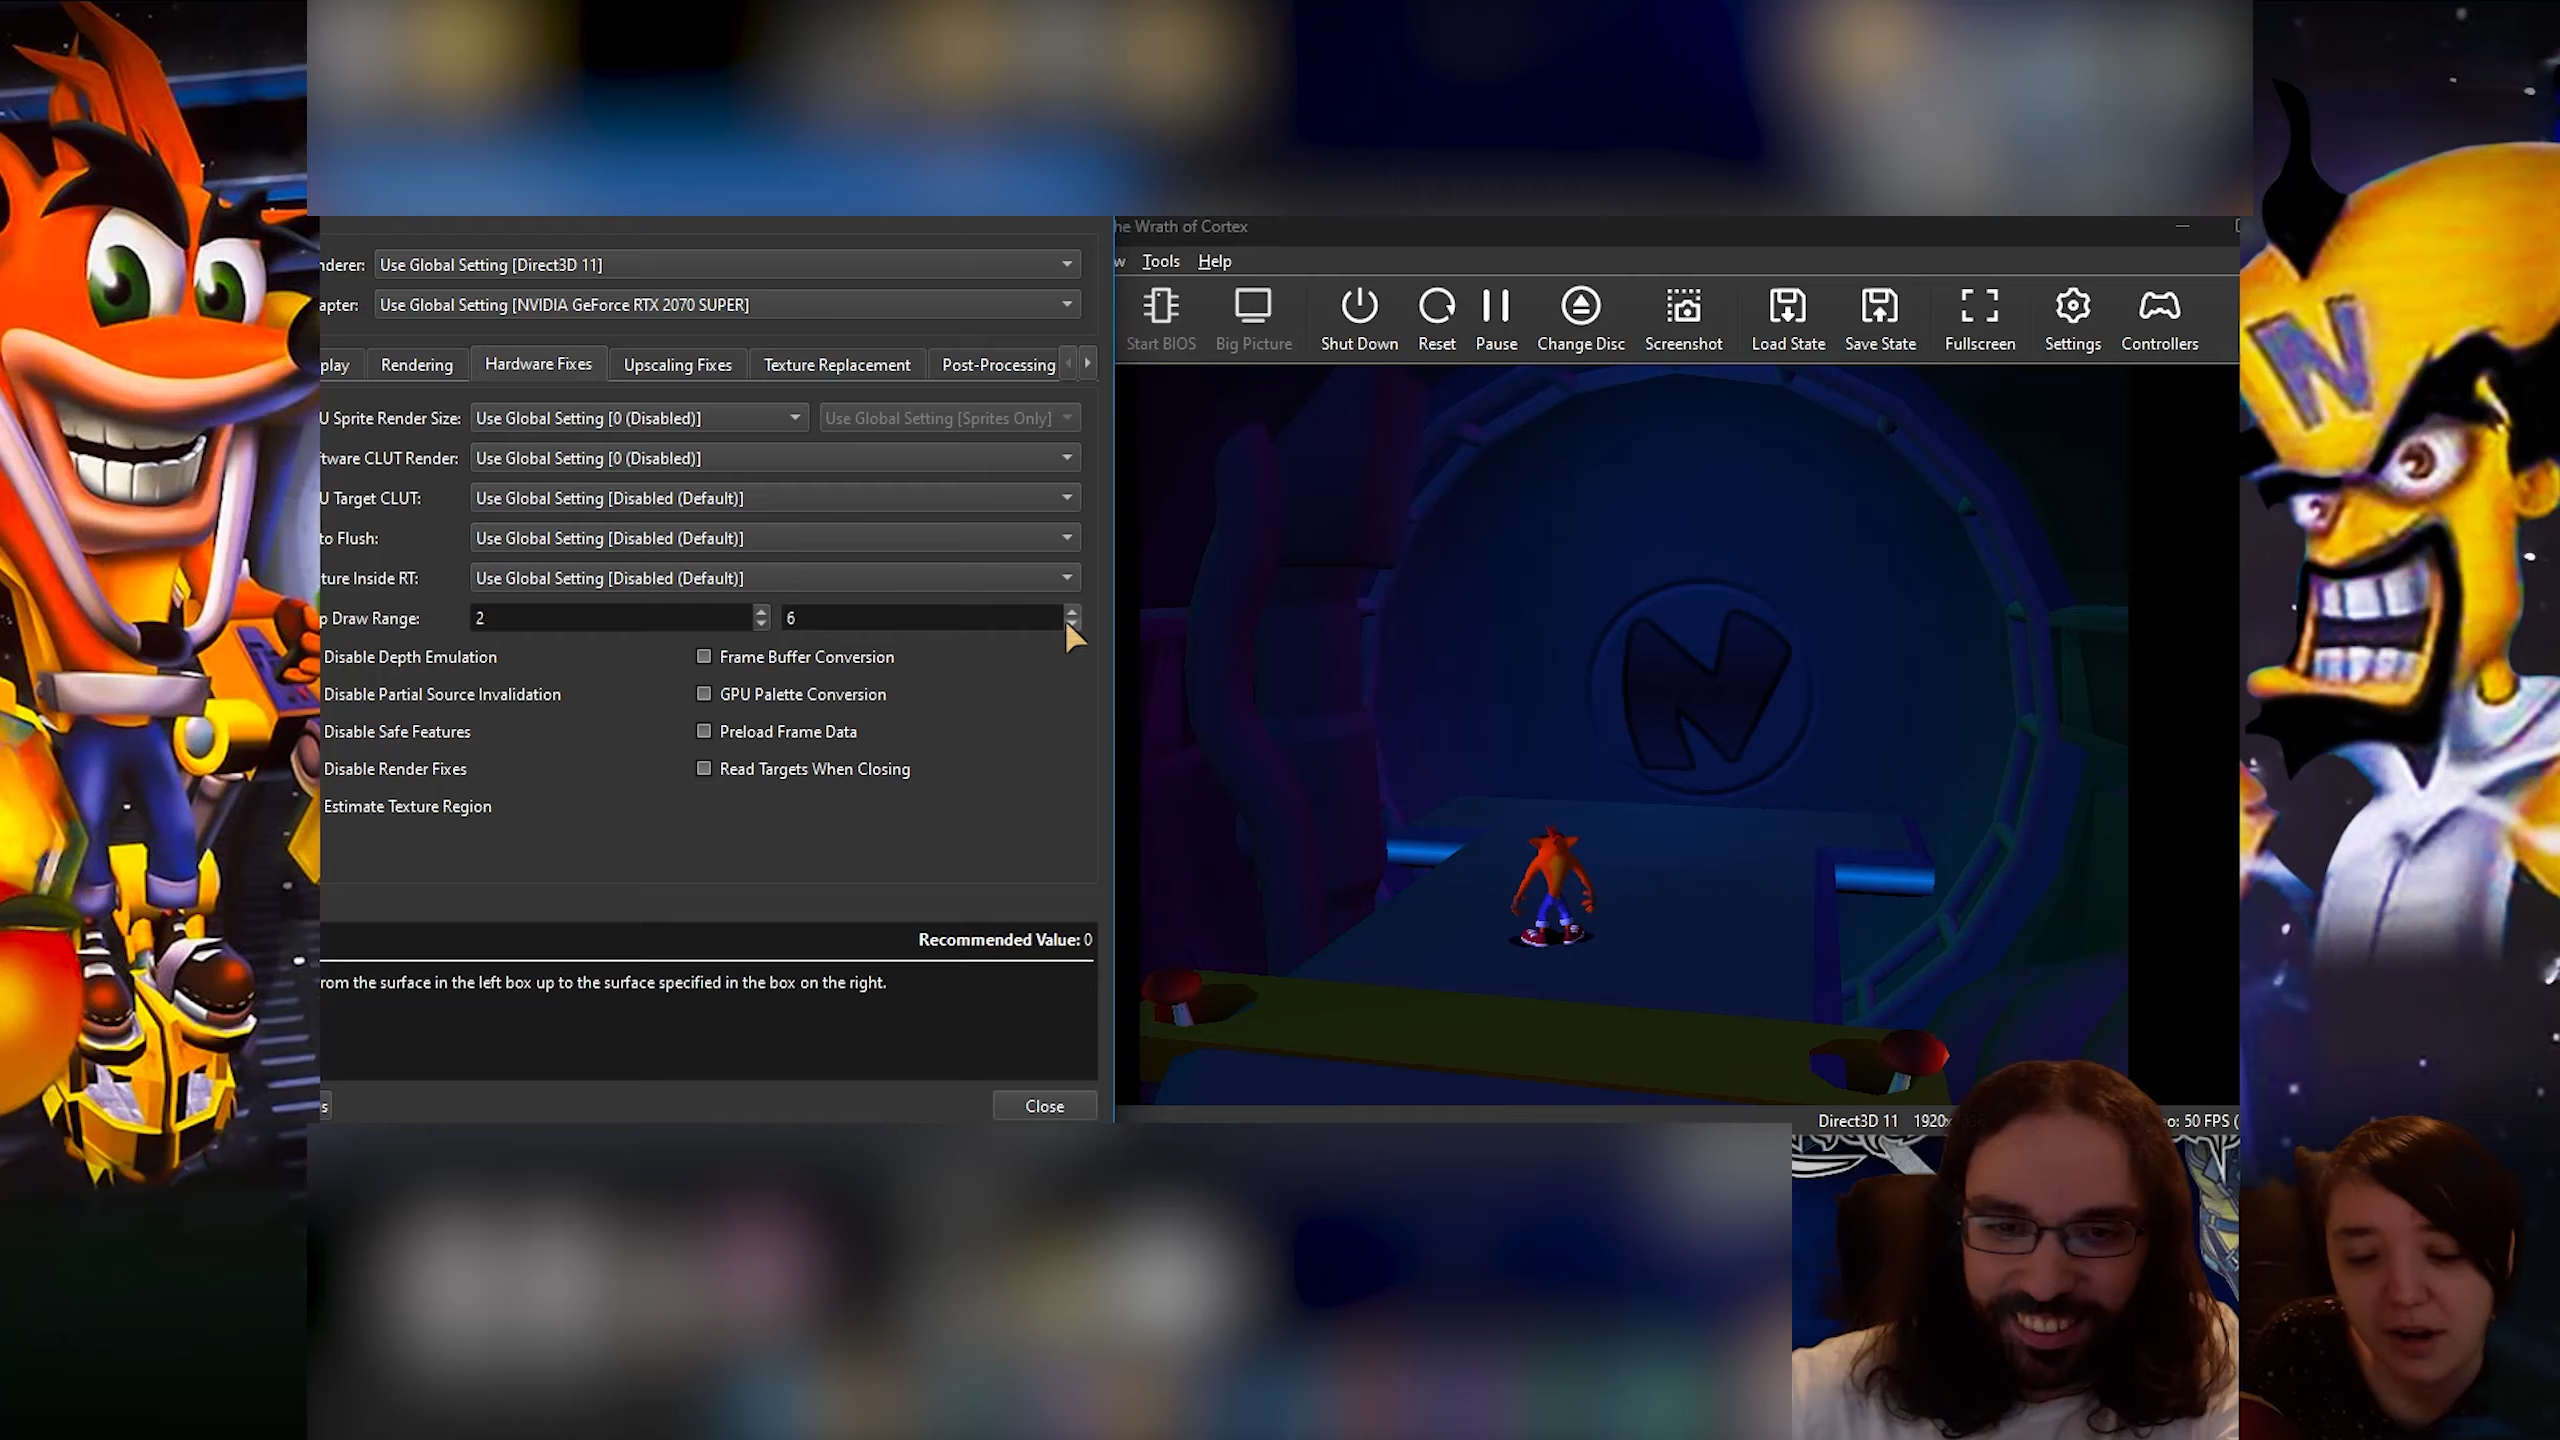 he Wrath of Cortex
nderer: Use Global Setting [Direct3D 11]
w Tools Help
apter: Use Global Setting [NVIDIA GeForce RTX 2070 SUPER]
Start BIOS Big Picture Shut Down Reset Pause Change Disc Screenshot Load State Save State Fullscreen Settings Controllers
play Rendering Hardware Fixes Upscaling Fixes Texture Replacement Post-Processing
U Sprite Render Size: Use Global Setting [0 (Disabled)] Use Global Setting [Sprites Only]
ftware CLUT Render: Use Global Setting [0 (Disabled)]
U Target CLUT: Use Global Setting [Disabled (Default)]
to Flush: Use Global Setting [Disabled (Default)]
ture Inside RT: Use Global Setting [Disabled (Default)]
p Draw Range: 2 6
Disable Depth Emulation Frame Buffer Conversion
Disable Partial Source Invalidation GPU Palette Conversion
Disable Safe Features Preload Frame Data
Disable Render Fixes Read Targets When Closing
Estimate Texture Region
N
N
Recommended Value: 0
rom the surface in the left box up to the surface specified in the box on the right.
s Close
Direct3D 11 1920x eo: 50 FPS (